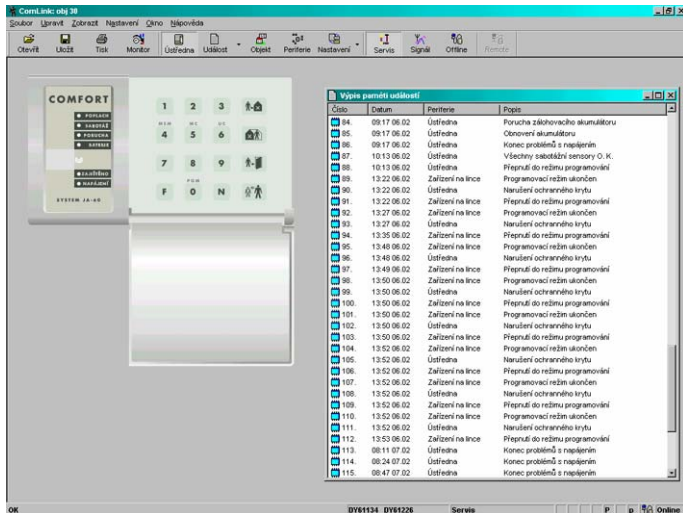 ComLink: obj 30
Soubor Upravit Zobrazit Nastavení Okno Nápověda
Otevřít Uložit Tisk Monitor Ústředna Událost Objekt Periferie Nastavení Servis Signál Offline Remote
COMFORT
POPLACH
SABOTÁŽ
PORUCHA
BATERIE
ZAJIŠTĚNO
NAPÁJENÍ
SYSTEM JA-60
1 2 3
MEM
4 5 6
7 8 9
PGM
F 0 N
Výpis paměti událostí
Číslo Datum Periferie Popis
84. 09:17 06.02 Ústředna Porucha zálohovacího akumulátoru
85. 09:17 06.02 Ústředna Obnovení akumulátoru
86. 09:17 06.02 Ústředna Konec problémů s napájením
87. 10:13 06.02 Ústředna Všechny sabotážní sensory O. K.
88. 10:13 06.02 Ústředna Přepnutí do režimu programování
89. 13:22 06.02 Zařízení na lince Programovací režim ukončen
90. 13:22 06.02 Ústředna Narušení ochranného krytu
91. 13:22 06.02 Zařízení na lince Přepnutí do režimu programování
92. 13:27 06.02 Zařízení na lince Programovací režim ukončen
93. 13:27 06.02 Ústředna Narušení ochranného krytu
94. 13:35 06.02 Zařízení na lince Přepnutí do režimu programování
95. 13:48 06.02 Zařízení na lince Programovací režim ukončen
96. 13:48 06.02 Ústředna Narušení ochranného krytu
97. 13:49 06.02 Zařízení na lince Přepnutí do režimu programování
98. 13:50 06.02 Zařízení na lince Programovací režim ukončen
99. 13:50 06.02 Ústředna Narušení ochranného krytu
100. 13:50 06.02 Zařízení na lince Přepnutí do režimu programování
101. 13:50 06.02 Zařízení na lince Programovací režim ukončen
102. 13:50 06.02 Ústředna Narušení ochranného krytu
103. 13:50 06.02 Zařízení na lince Přepnutí do režimu programování
104. 13:52 06.02 Zařízení na lince Programovací režim ukončen
105. 13:52 06.02 Ústředna Narušení ochranného krytu
106. 13:52 06.02 Zařízení na lince Přepnutí do režimu programování
107. 13:52 06.02 Zařízení na lince Programovací režim ukončen
108. 13:52 06.02 Ústředna Narušení ochranného krytu
109. 13:52 06.02 Zařízení na lince Přepnutí do režimu programování
110. 13:52 06.02 Zařízení na lince Programovací režim ukončen
111. 13:52 06.02 Ústředna Narušení ochranného krytu
112. 13:53 06.02 Zařízení na lince Přepnutí do režimu programování
113. 08:11 07.02 Ústředna Konec problémů s napájením
114. 08:24 07.02 Ústředna Konec problémů s napájením
115. 08:47 07.02 Ústředna Konec problémů s napájením
OK DY61134 DY61226 Servis P p Online